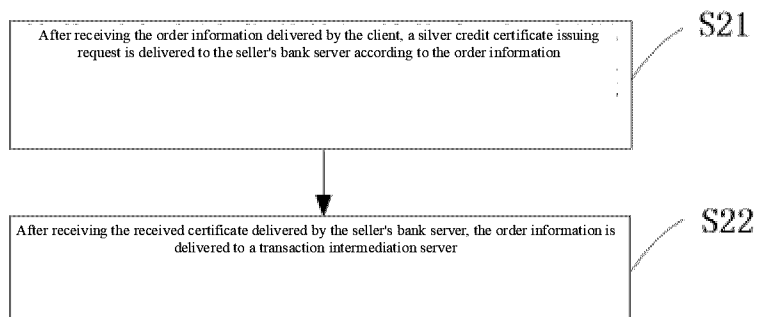 After receiving the order information delivered by the client, a silver credit certificate issuing
request is delivered to the seller's bank server according to the order information
S21
After receiving the received certificate delivered by the seller's bank server, the order information is
delivered to a transaction intermediation server
S22